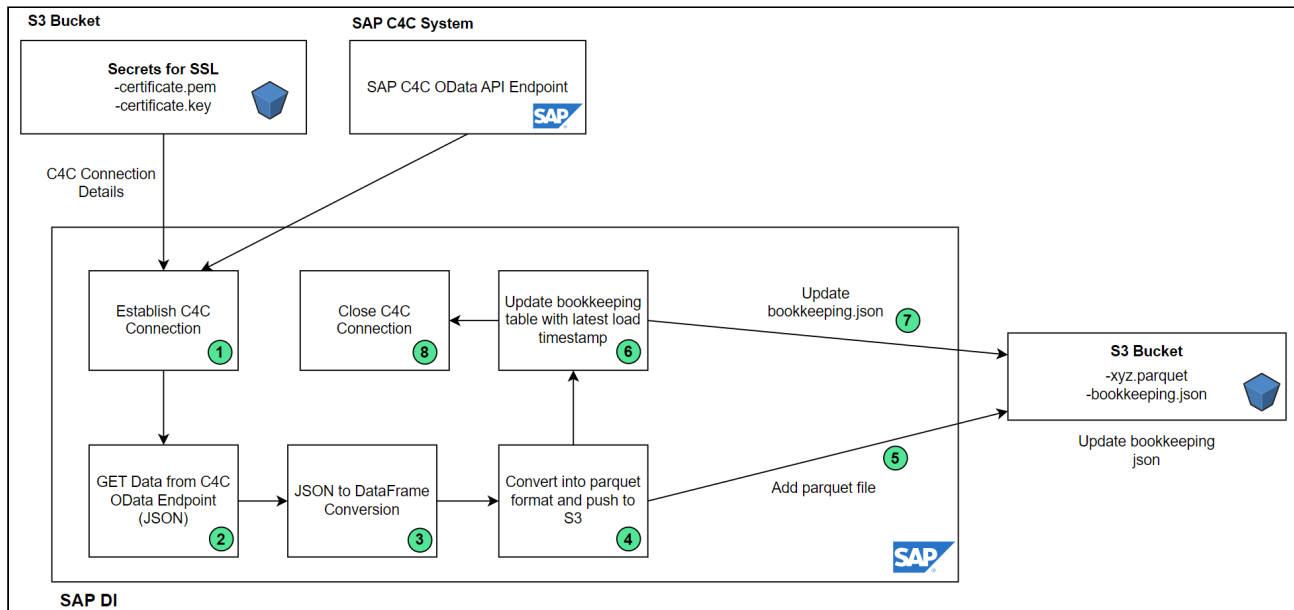 S3 Bucket
Secrets for SSL
-certificate.pem
-certificate.key
SAP C4C System
SAP C4C OData API Endpoint
SAP
C4C Connection
Details
Establish C4C
Connection
1
Close C4C
Connection
8
Update bookkeeping
table with latest load
timestamp
6
Update
bookkeeping.json
7
S3 Bucket
-xyz.parquet
-bookkeeping.json
Update bookkeeping
json
GET Data from C4C
OData Endpoint
(JSON)
2
JSON to DataFrame
Conversion
3
Convert into parquet
format and push to
S3
4
5
Add parquet file
SAP
SAP DI